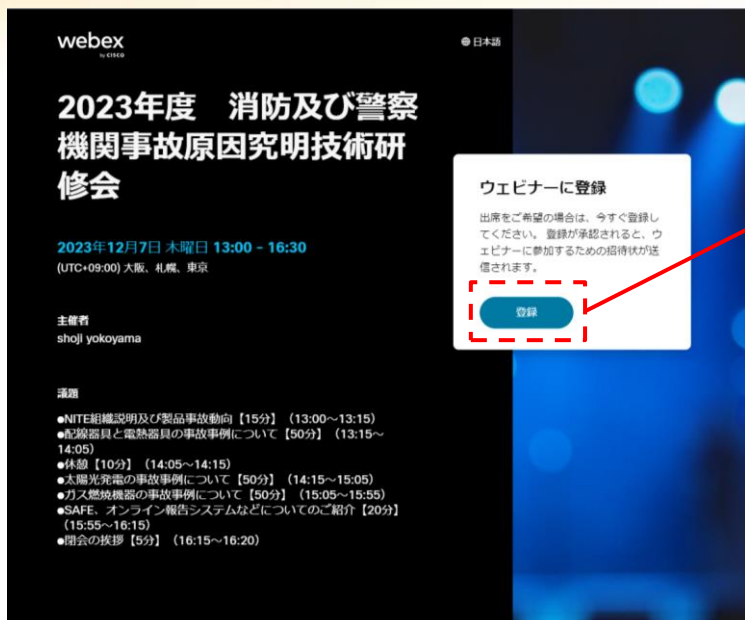 webex
by CISCO
日本語
2023年度　消防及び警察
機関事故原因究明技術研
修会
2023年12月7日 木曜日 13:00 - 16:30
(UTC+09:00) 大阪、札幌、東京
主催者
shoji yokoyama
議題
●NITE組織説明及び製品事故動向【15分】（13:00～13:15）
●配線器具と電熱器具の事故事例について【50分】（13:15～
14:05）
●休憩【10分】（14:05～14:15）
●太陽光発電の事故事例について【50分】（14:15～15:05）
●ガス燃焼機器の事故事例について【50分】（15:05～15:55）
●SAFE、オンライン報告システムなどについてのご紹介【20分】
（15:55～16:15）
●閉会の挨拶【5分】（16:15～16:20）
ウェビナーに登録
出席をご希望の場合は、今すぐ登録し
てください。 登録が承認されると、ウ
ェビナーに参加するための招待状が送
信されます。
登録